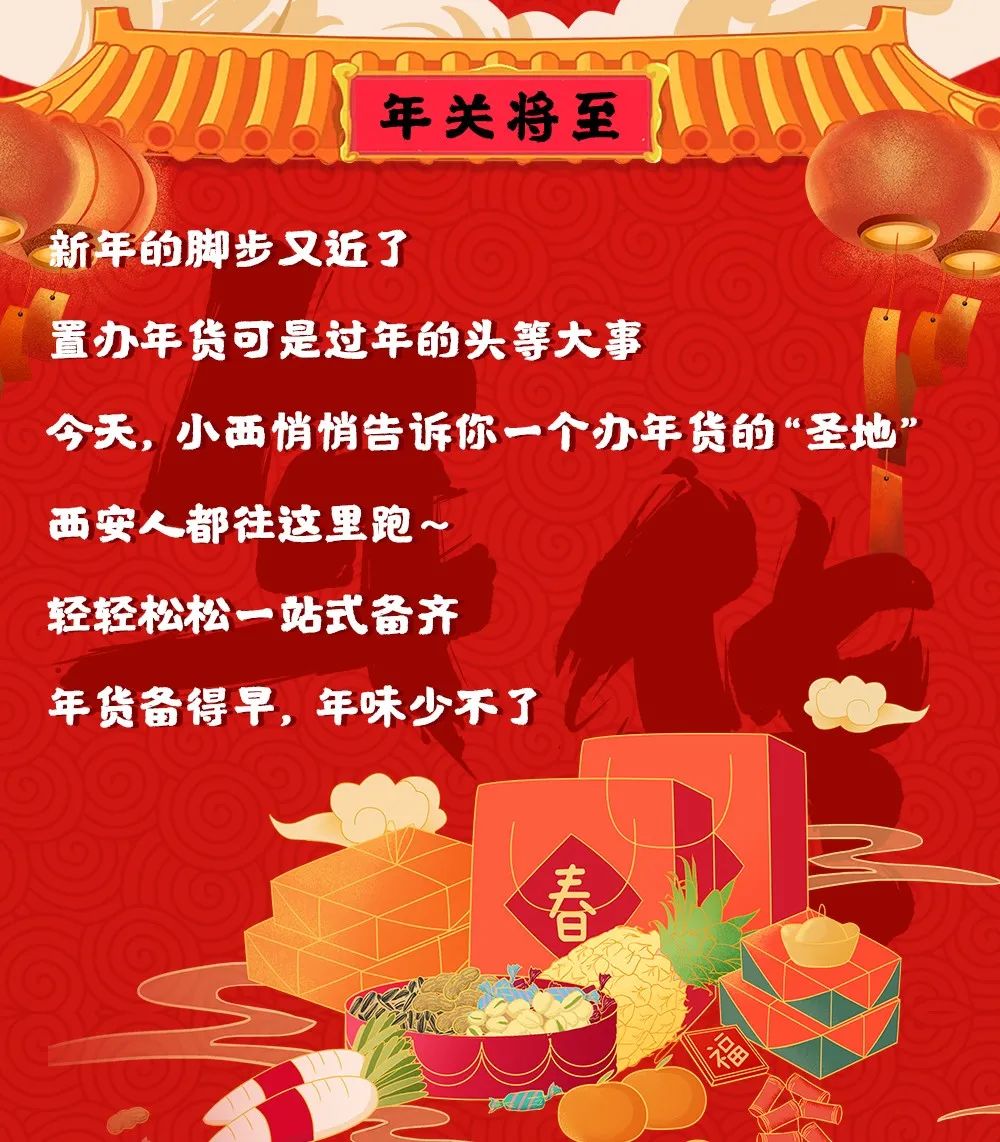 年关将至
新年的脚步又近了
置办年货可是过年的头等大事
今天，小西悄悄告诉你一个办年货的“圣地”
西安人都往这里跑~
轻轻松松一站式备齐
年货备得早，年味少不了
春
福